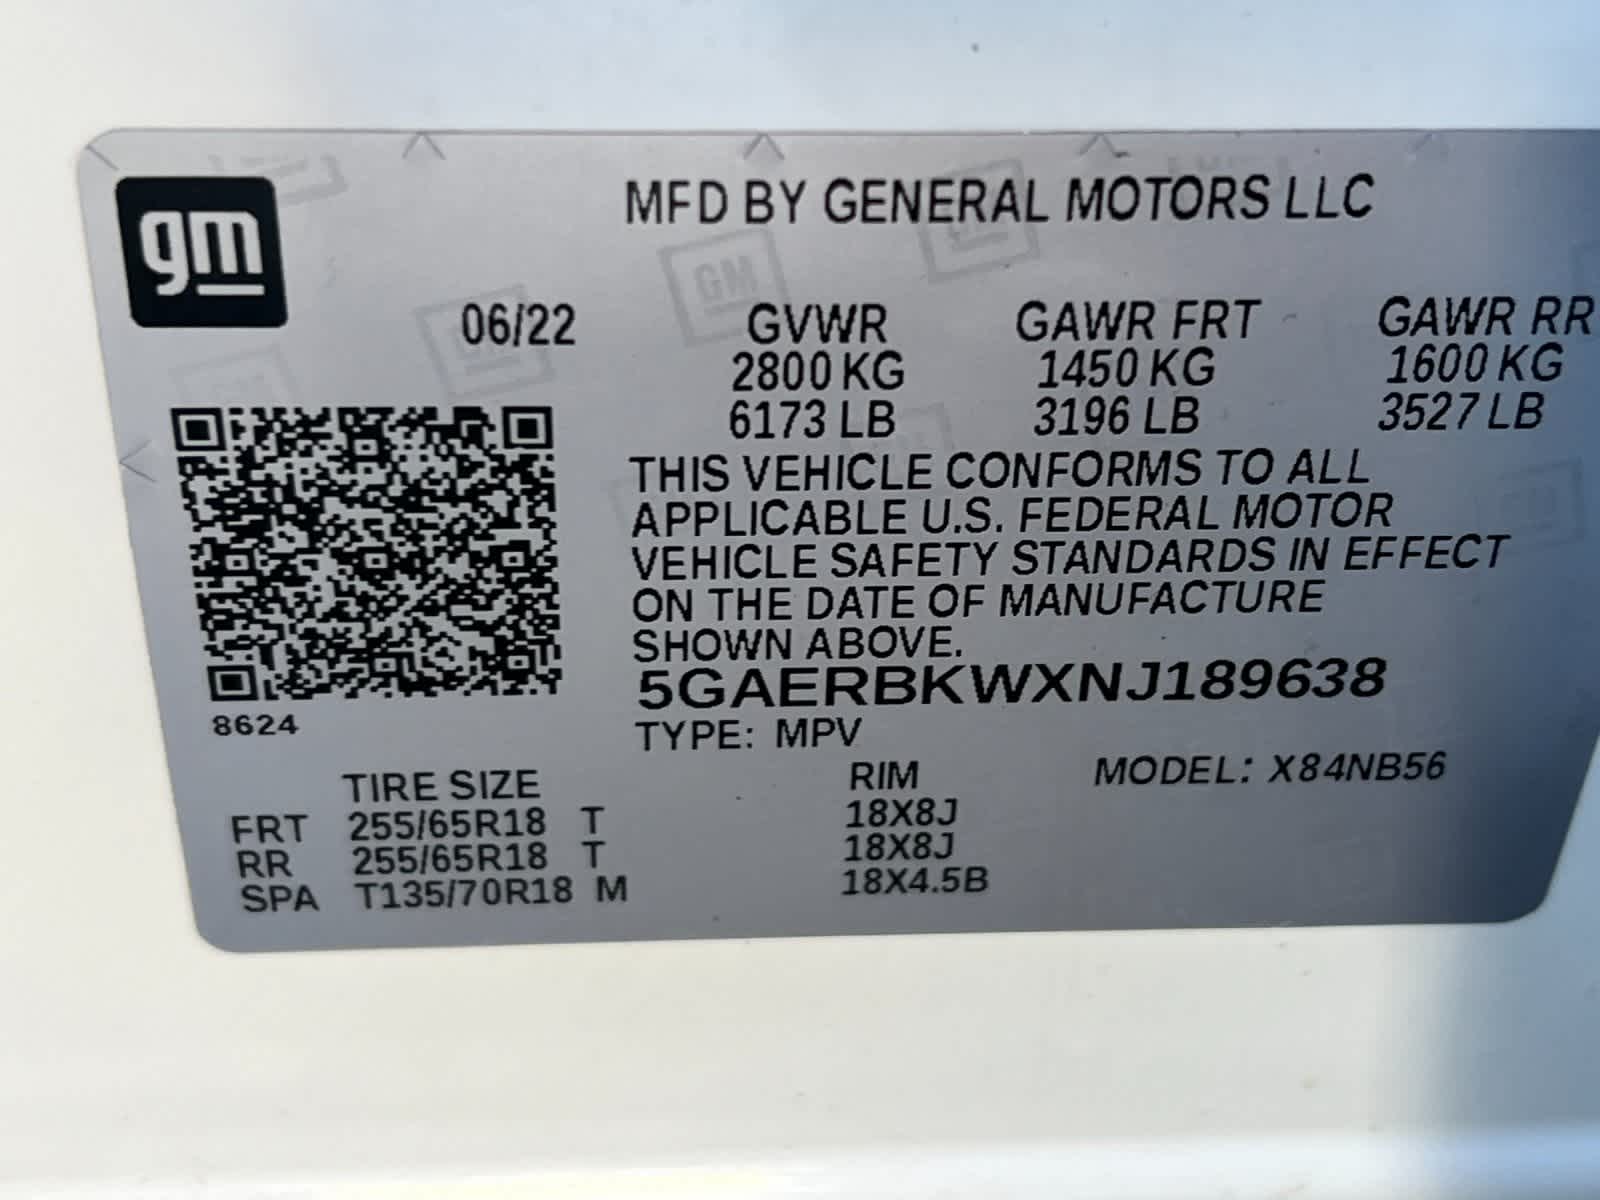 gm
MFD BY GENERAL MOTORS LLC
06/22 GVWR GAWR FRT GAWR RR
2800 KG 1450 KG 1600 KG
6173 LB 3196 LB 3527 LB
THIS VEHICLE CONFORMS TO ALL
APPLICABLE U.S. FEDERAL MOTOR
VEHICLE SAFETY STANDARDS IN EFFECT
ON THE DATE OF MANUFACTURE
SHOWN ABOVE.
5GAERBKWXNJ189638
8624
TYPE: MPV
TIRE SIZE RIM MODEL: X84NB56
FRT 255/65R18 T 18X8J
RR 255/65R18 T 18X8J
SPA T135/70R18 M 18X4.5B
GM